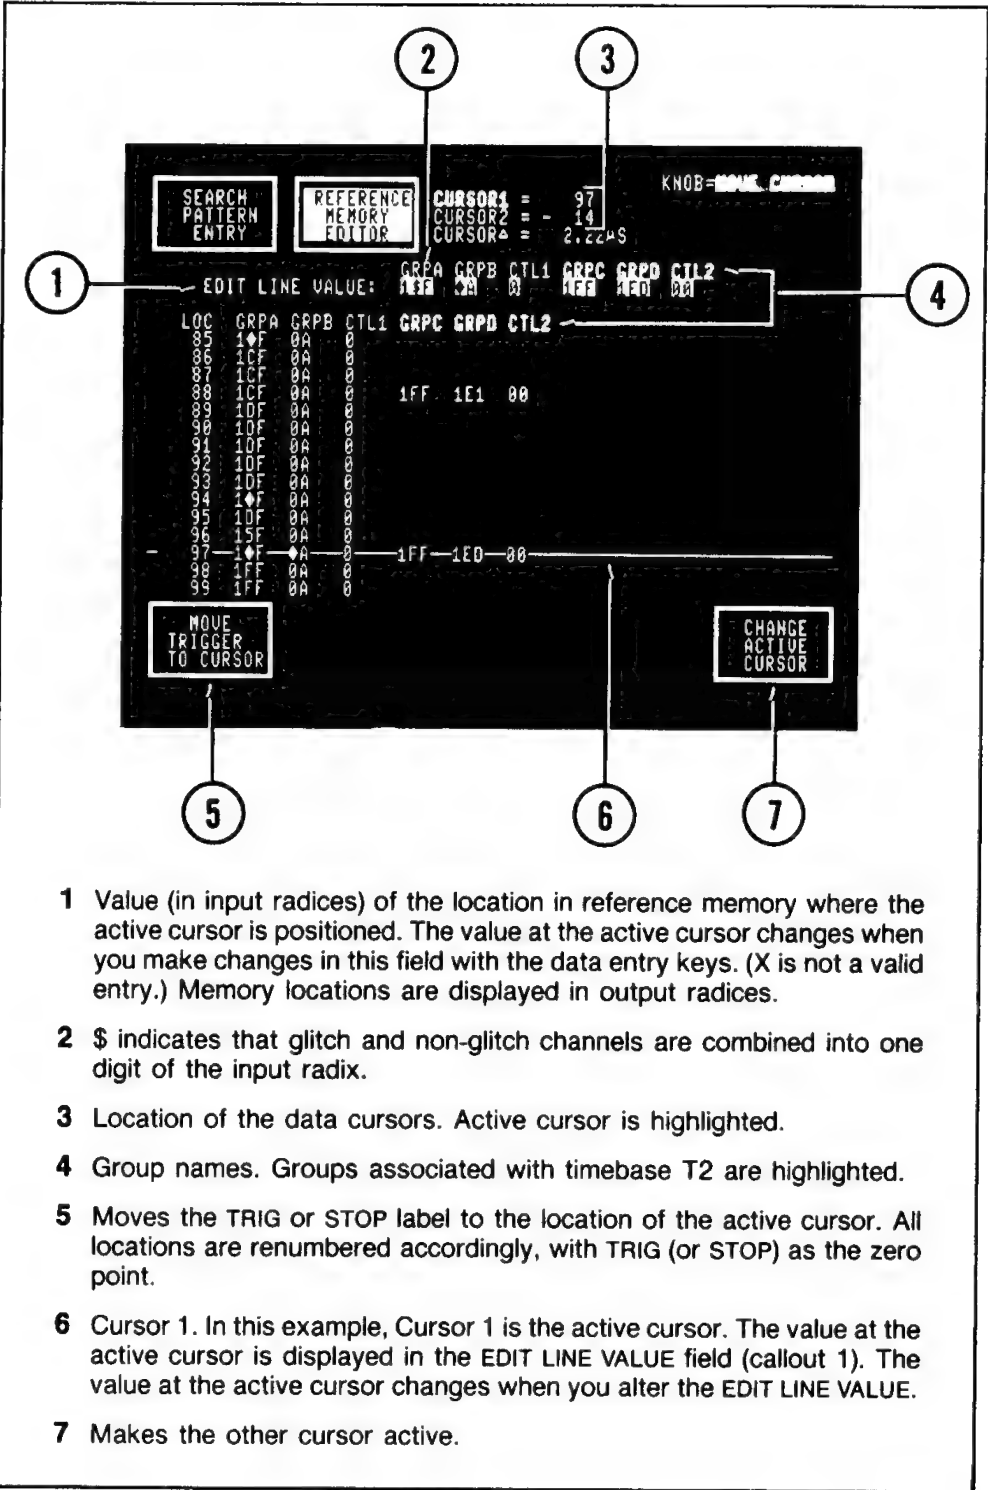 2 3
SEARCH PATTERN ENTRY
REFERENCE MEMORY EDITOR
CURSOR1 = 97
CURSOR2 = - 14
CURSOR▵ = 2.22µS
KNOB=MOVE CURSOR
1
GRPA GRPB CTL1 GRPC GRPD CTL2
EDIT LINE VALUE: ♦A 0 1FF 1ED 00
4
LOC GRPA GRPB CTL1 GRPC GRPD CTL2
85 1♦F 0A 0
86 1CF 0A 0
87 1CF 0A 0
88 1CF 0A 0 1FF 1E1 00
89 1DF 0A 0
90 1DF 0A 0
91 1DF 0A 0
92 1DF 0A 0
93 1DF 0A 0
94 1♦F 0A 0
95 1DF 0A 0
96 15F 0A 0
97 1♦F ♦A 0 1FF 1ED 00
98 1FF 0A 0
99 1FF 0A 0
MOVE TRIGGER TO CURSOR
CHANGE ACTIVE CURSOR
5 6 7
1 Value (in input radices) of the location in reference memory where the
active cursor is positioned. The value at the active cursor changes when
you make changes in this field with the data entry keys. (X is not a valid
entry.) Memory locations are displayed in output radices.
2 $ indicates that glitch and non-glitch channels are combined into one
digit of the input radix.
3 Location of the data cursors. Active cursor is highlighted.
4 Group names. Groups associated with timebase T2 are highlighted.
5 Moves the TRIG or STOP label to the location of the active cursor. All
locations are renumbered accordingly, with TRIG (or STOP) as the zero
point.
6 Cursor 1. In this example, Cursor 1 is the active cursor. The value at the
active cursor is displayed in the EDIT LINE VALUE field (callout 1). The
value at the active cursor changes when you alter the EDIT LINE VALUE.
7 Makes the other cursor active.